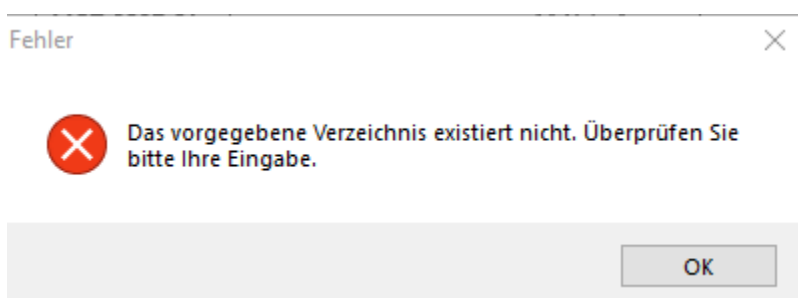 Fehler
Das vorgegebene Verzeichnis existiert nicht. Überprüfen Sie
bitte Ihre Eingabe.
OK